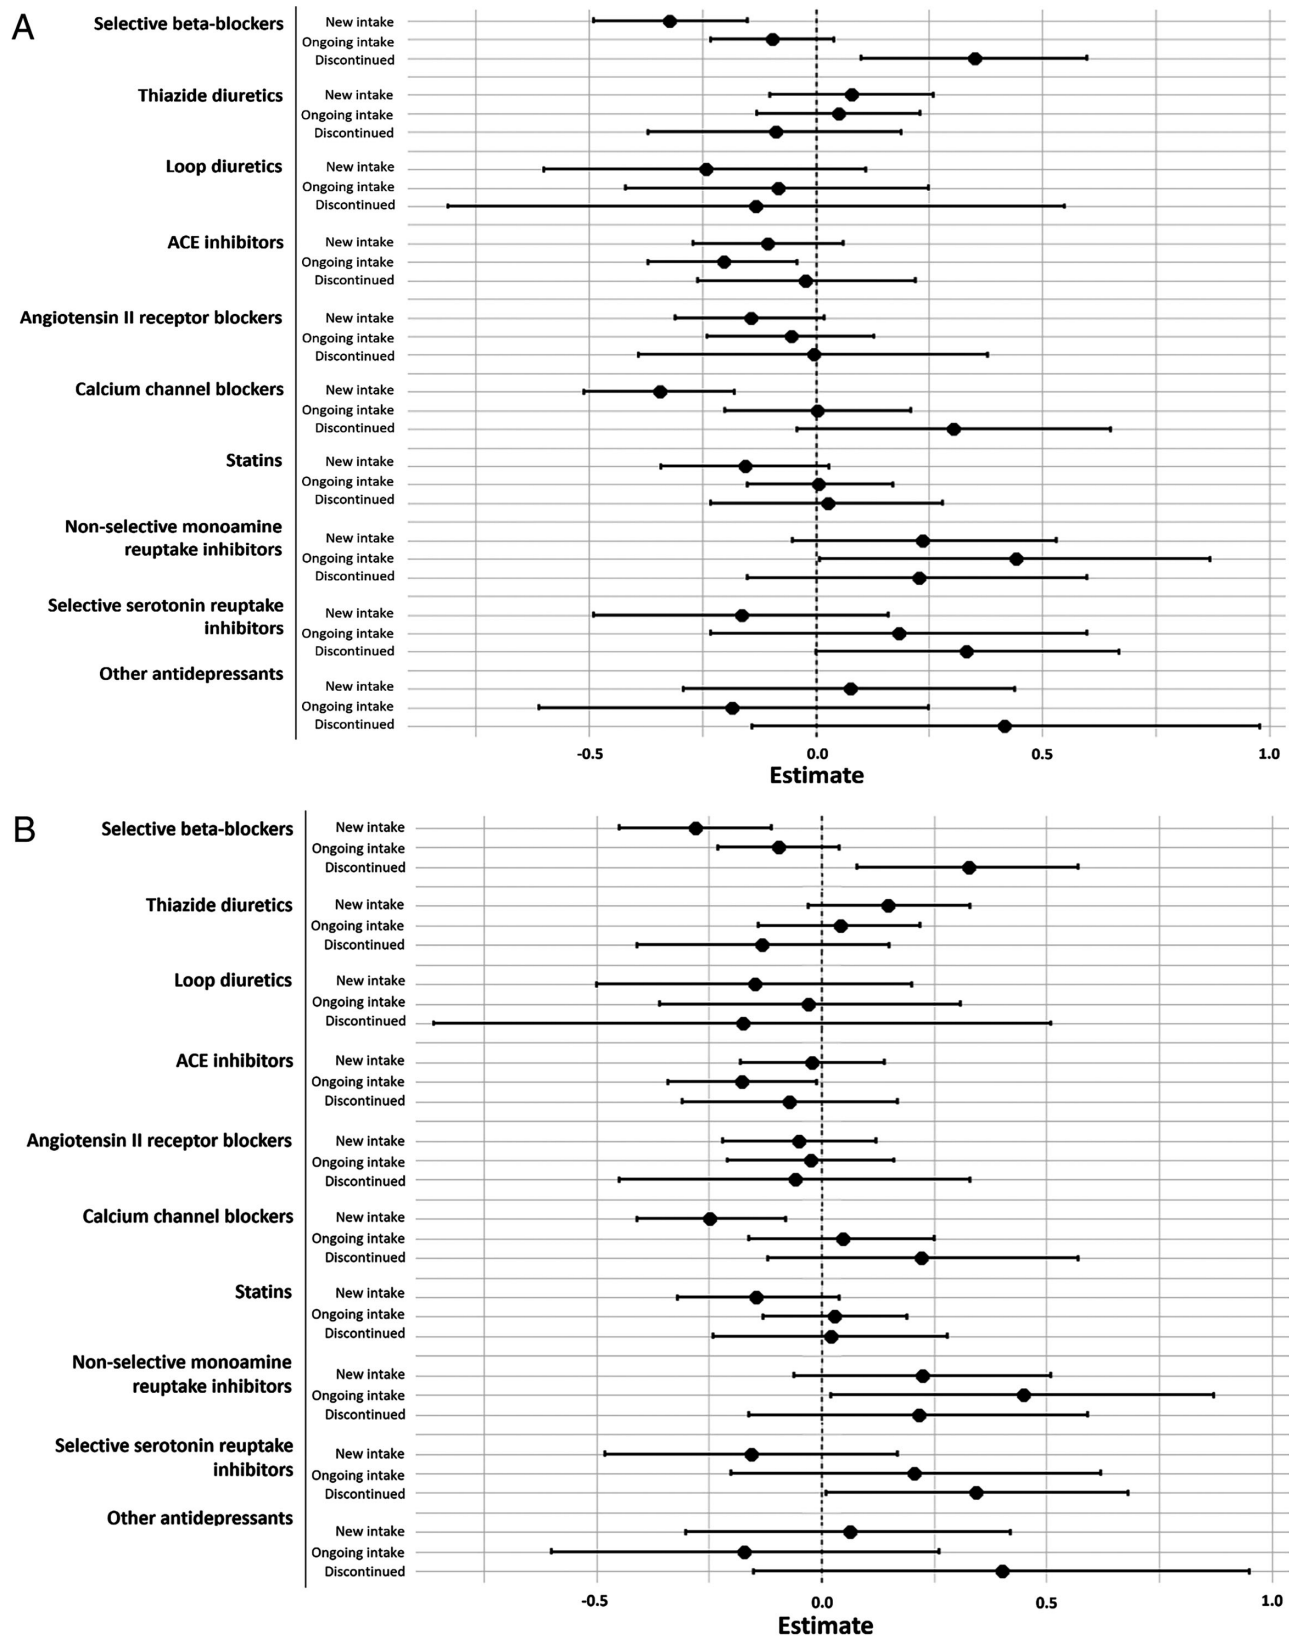 A
Selective beta-blockers
New intake
Ongoing intake
Discontinued
Thiazide diuretics
New intake
Ongoing intake
Discontinued
Loop diuretics
New intake
Ongoing intake
Discontinued
ACE inhibitors
New intake
Ongoing intake
Discontinued
Angiotensin II receptor blockers
New intake
Ongoing intake
Discontinued
Calcium channel blockers
New intake
Ongoing intake
Discontinued
Statins
New intake
Ongoing intake
Discontinued
Non-selective monoamine
reuptake inhibitors
New intake
Ongoing intake
Discontinued
Selective serotonin reuptake
inhibitors
New intake
Ongoing intake
Discontinued
Other antidepressants
New intake
Ongoing intake
Discontinued
-0.5 0.0 0.5 1.0
Estimate
B
Selective beta-blockers
New intake
Ongoing intake
Discontinued
Thiazide diuretics
New intake
Ongoing intake
Discontinued
Loop diuretics
New intake
Ongoing intake
Discontinued
ACE inhibitors
New intake
Ongoing intake
Discontinued
Angiotensin II receptor blockers
New intake
Ongoing intake
Discontinued
Calcium channel blockers
New intake
Ongoing intake
Discontinued
Statins
New intake
Ongoing intake
Discontinued
Non-selective monoamine
reuptake inhibitors
New intake
Ongoing intake
Discontinued
Selective serotonin reuptake
inhibitors
New intake
Ongoing intake
Discontinued
Other antidepressants
New intake
Ongoing intake
Discontinued
-0.5 0.0 0.5 1.0
Estimate